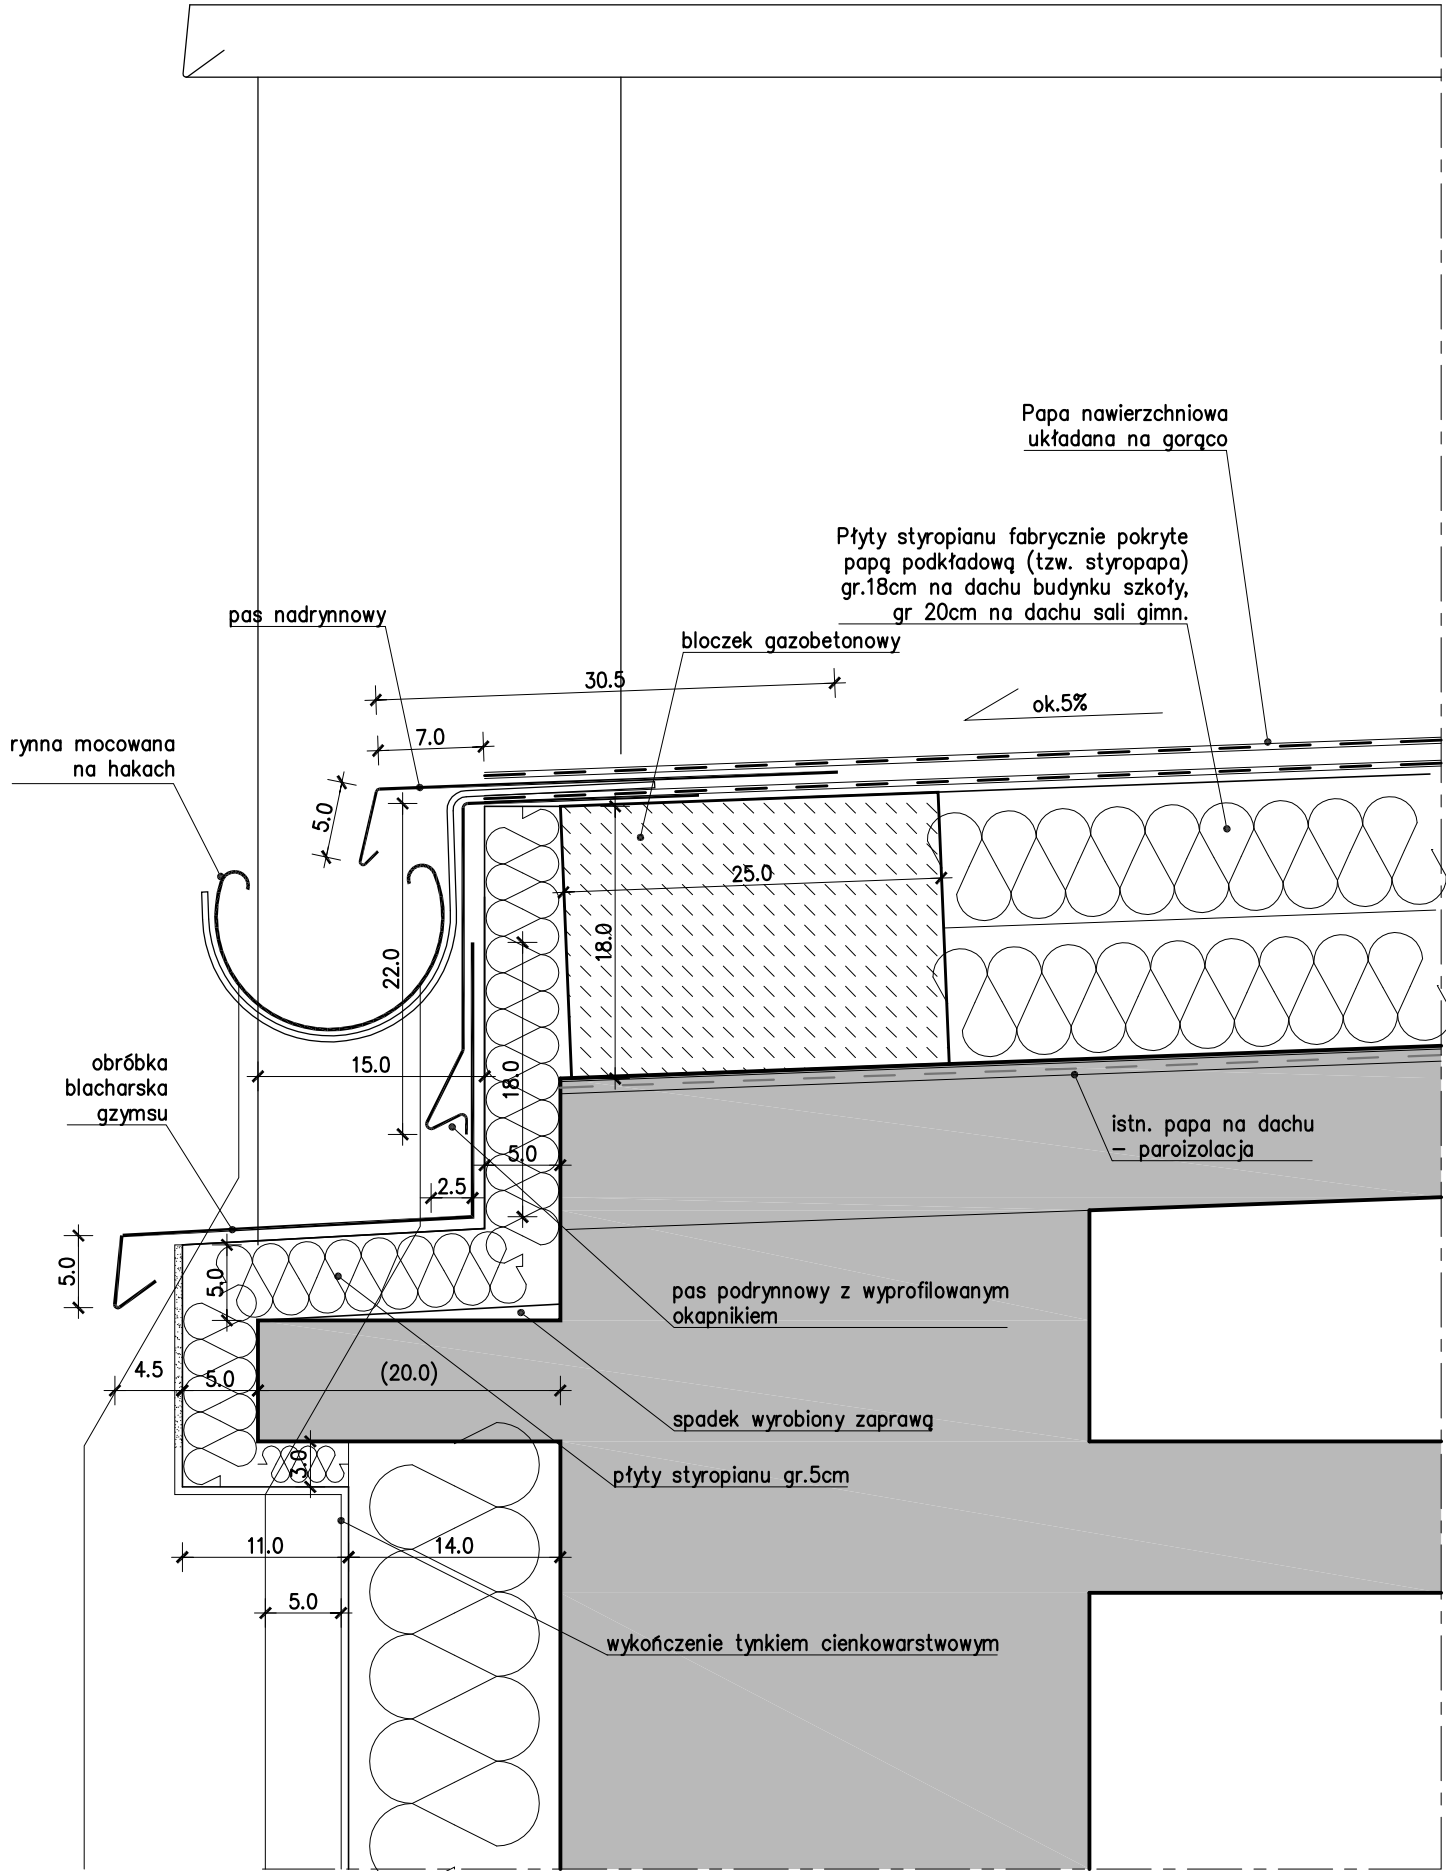 Papa nawierzchniowa
układana na gorąco
Płyty styropianu fabrycznie pokryte
papą podkładową (tzw. styropapa)
gr.18cm na dachu budynku szkoły,
gr 20cm na dachu sali gimn.
pas nadrynnowy
bloczek gazobetonowy
30.5
ok.5%
7.0
rynna mocowana
na hakach
5.0
25.0
18.0
22.0
15.0
18.0
obróbka
blacharska
gzymsu
istn. papa na dachu
– paroizolacja
5.0
2.5
5.0
5.0
pas podrynnowy z wyprofilowanym
okapnikiem
4.5
5.0
(20.0)
spadek wyrobiony zaprawą
3.0
płyty styropianu gr.5cm
11.0
14.0
5.0
wykończenie tynkiem cienkowarstwowym